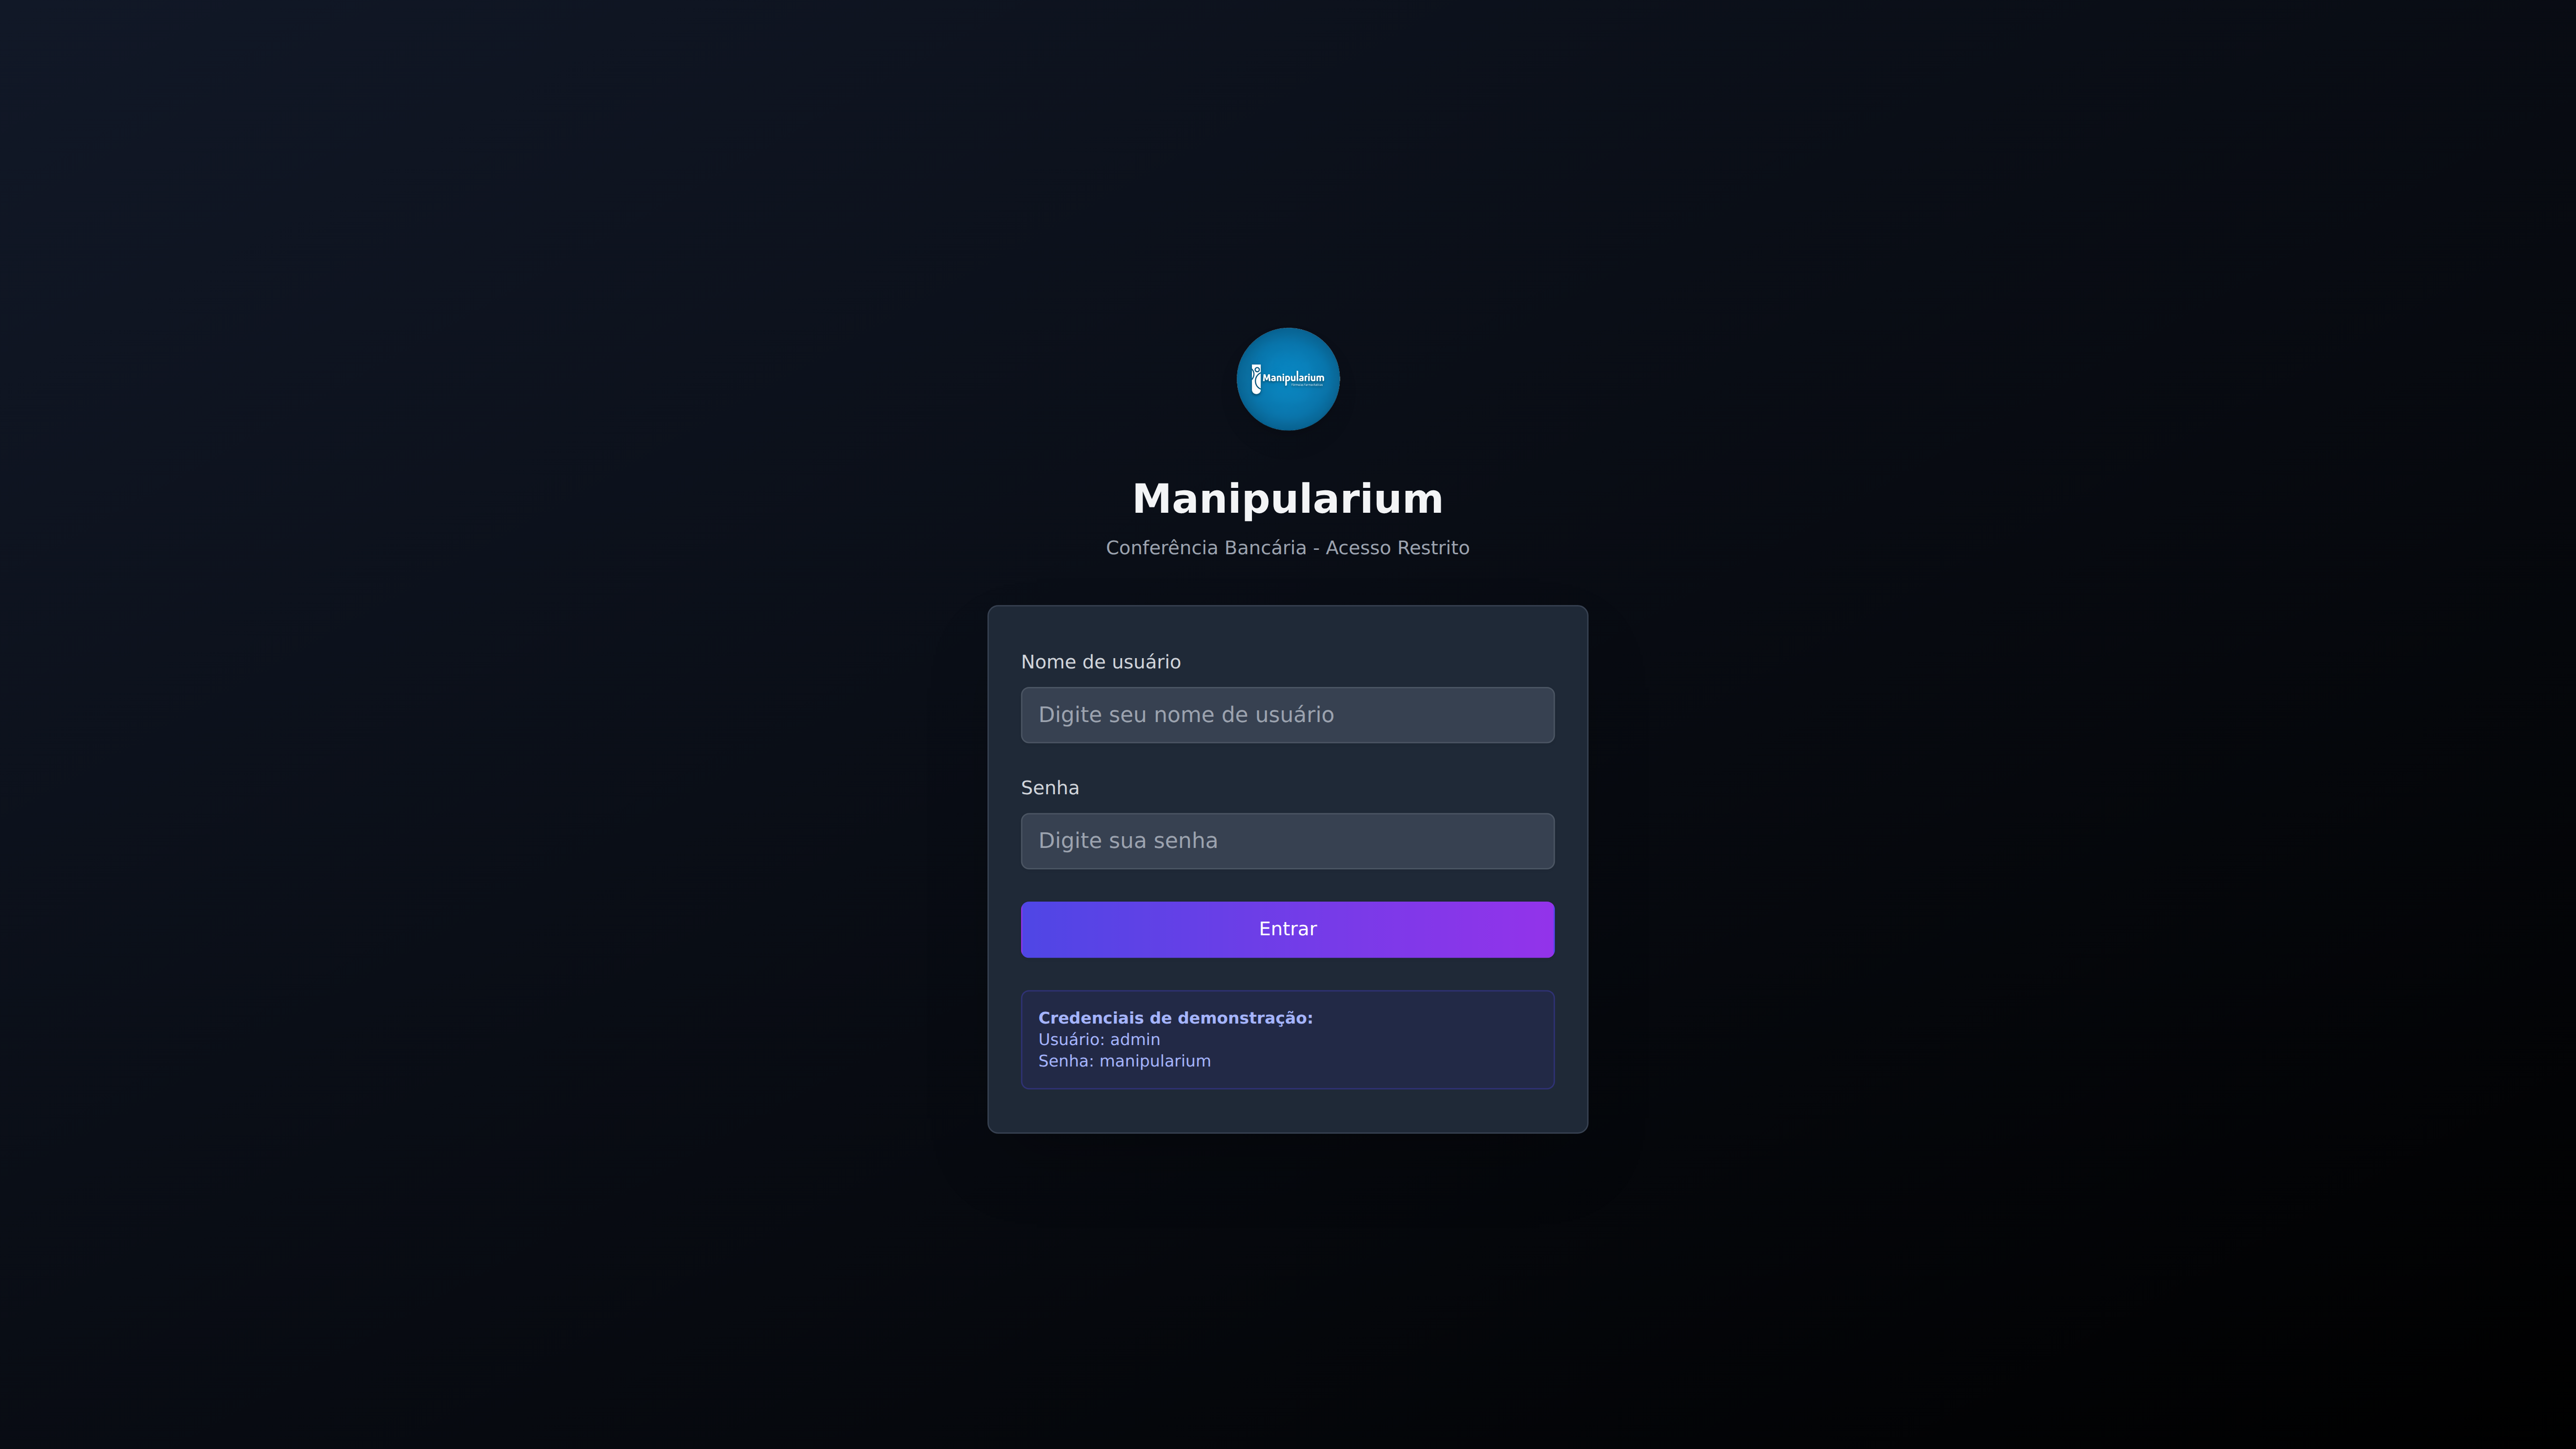 Manipularium
Manipularium
Conferência Bancária - Acesso Restrito
Nome de usuário
Digite seu nome de usuário
Senha
Digite sua senha
Entrar
Credenciais de demonstração:
Usuário: admin
Senha: manipularium